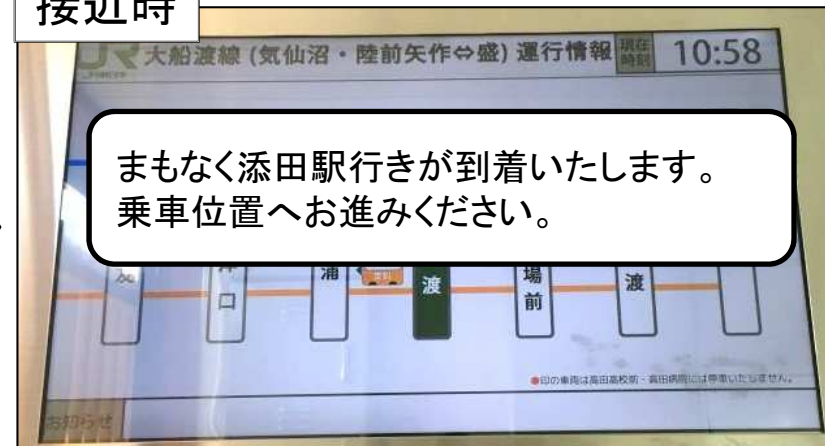 接近時
JR 大船渡線 (気仙沼・陸前矢作⇔盛) 運行情報 現在時刻 10:58
まもなく添田駅行きが到着いたします。
乗車位置へお進みください。
口
浦
渡
場前
渡
●印の車両は高田高校前・高田病院には停車いたしません。
お知らせ